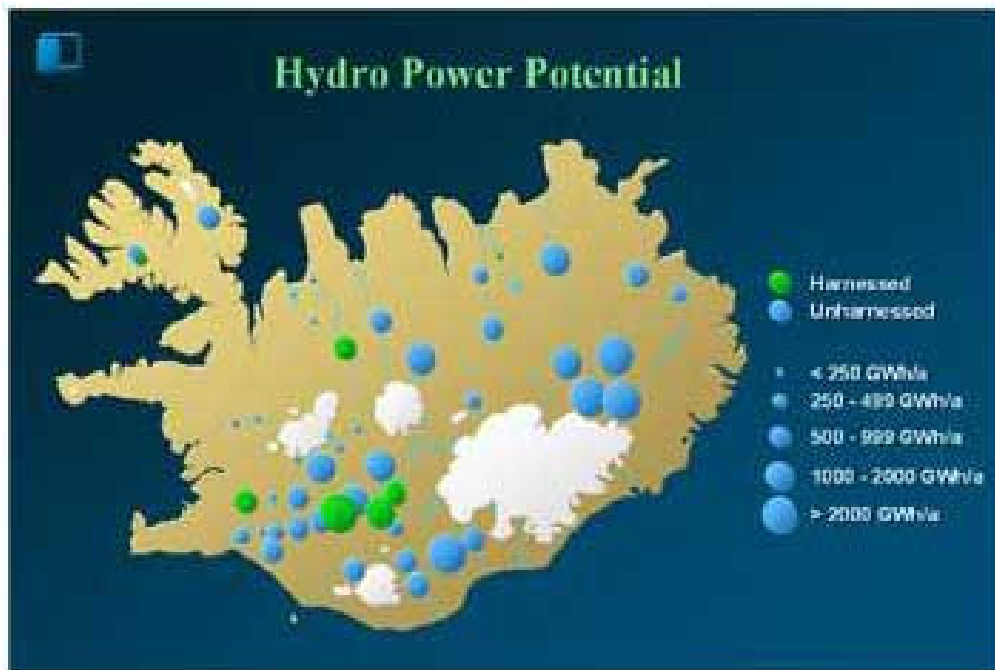 Hydro Power Potential
Harnessed
Unharnessed
< 250 GWh/a
250 - 499 GWh/a
500 - 999 GWh/a
1000 - 2000 GWh/a
> 2000 GWh/a